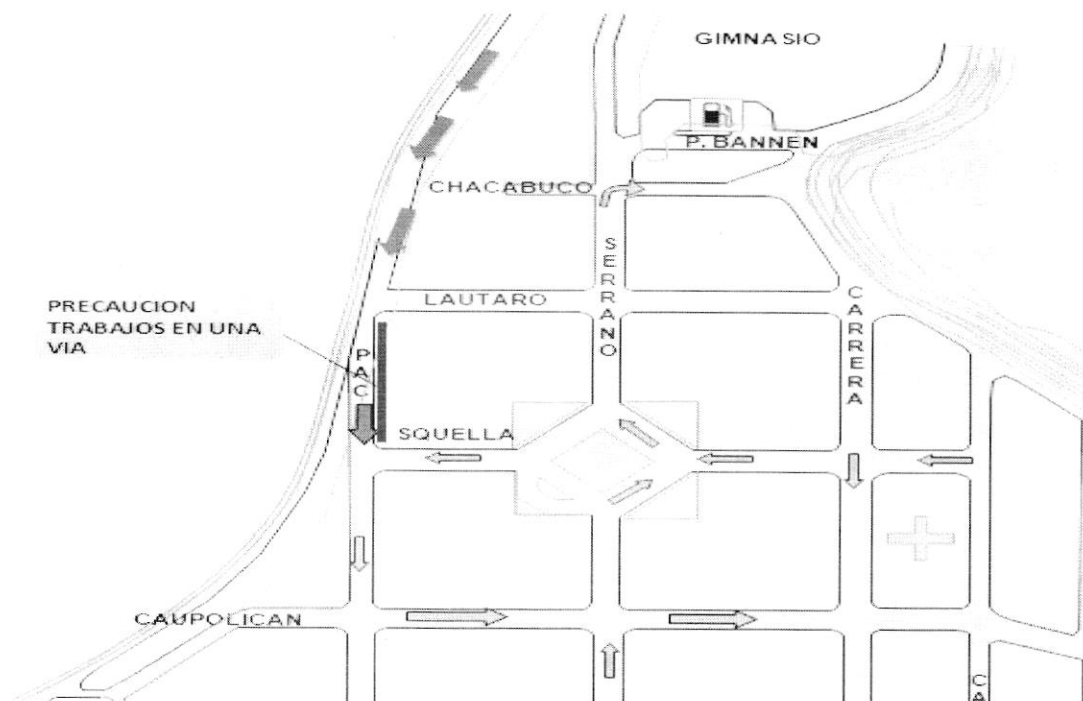 GIMNASIO
P. BANNEN
CHACABUCO
SERRANO
LAUTARO
CARRERA
PRECAUCION
TRABAJOS EN UNA
VIA
PAC
SQUELLA
CAUPOLICAN
CA